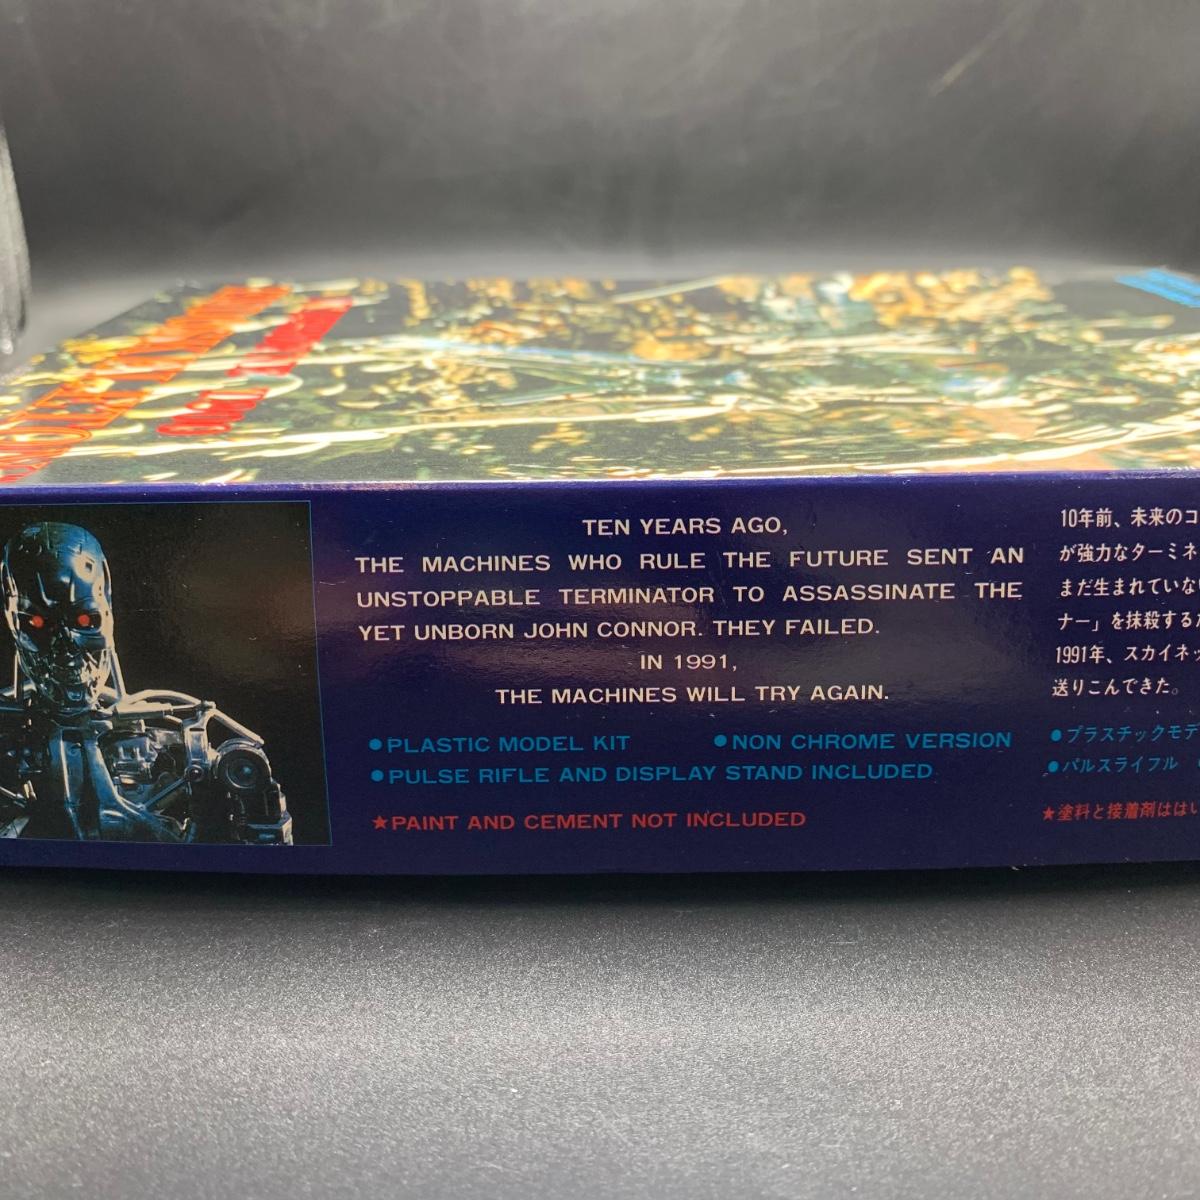 TEN YEARS AGO,
THE MACHINES WHO RULE THE FUTURE SENT AN
UNSTOPPABLE TERMINATOR TO ASSASSINATE THE
YET UNBORN JOHN CONNOR. THEY FAILED.
IN 1991,
THE MACHINES WILL TRY AGAIN.
●PLASTIC MODEL KIT ●NON CHROME VERSION
●PULSE RIFLE AND DISPLAY STAND INCLUDED
★PAINT AND CEMENT NOT INCLUDED
10年前、未来のコ
が強力なターミネ
まだ生まれていな
ナー」を抹殺する
1991年、スカイネッ
送りこんできた。
●プラスチックモデ
●パルスライフル
★塗料と接着剤ははい